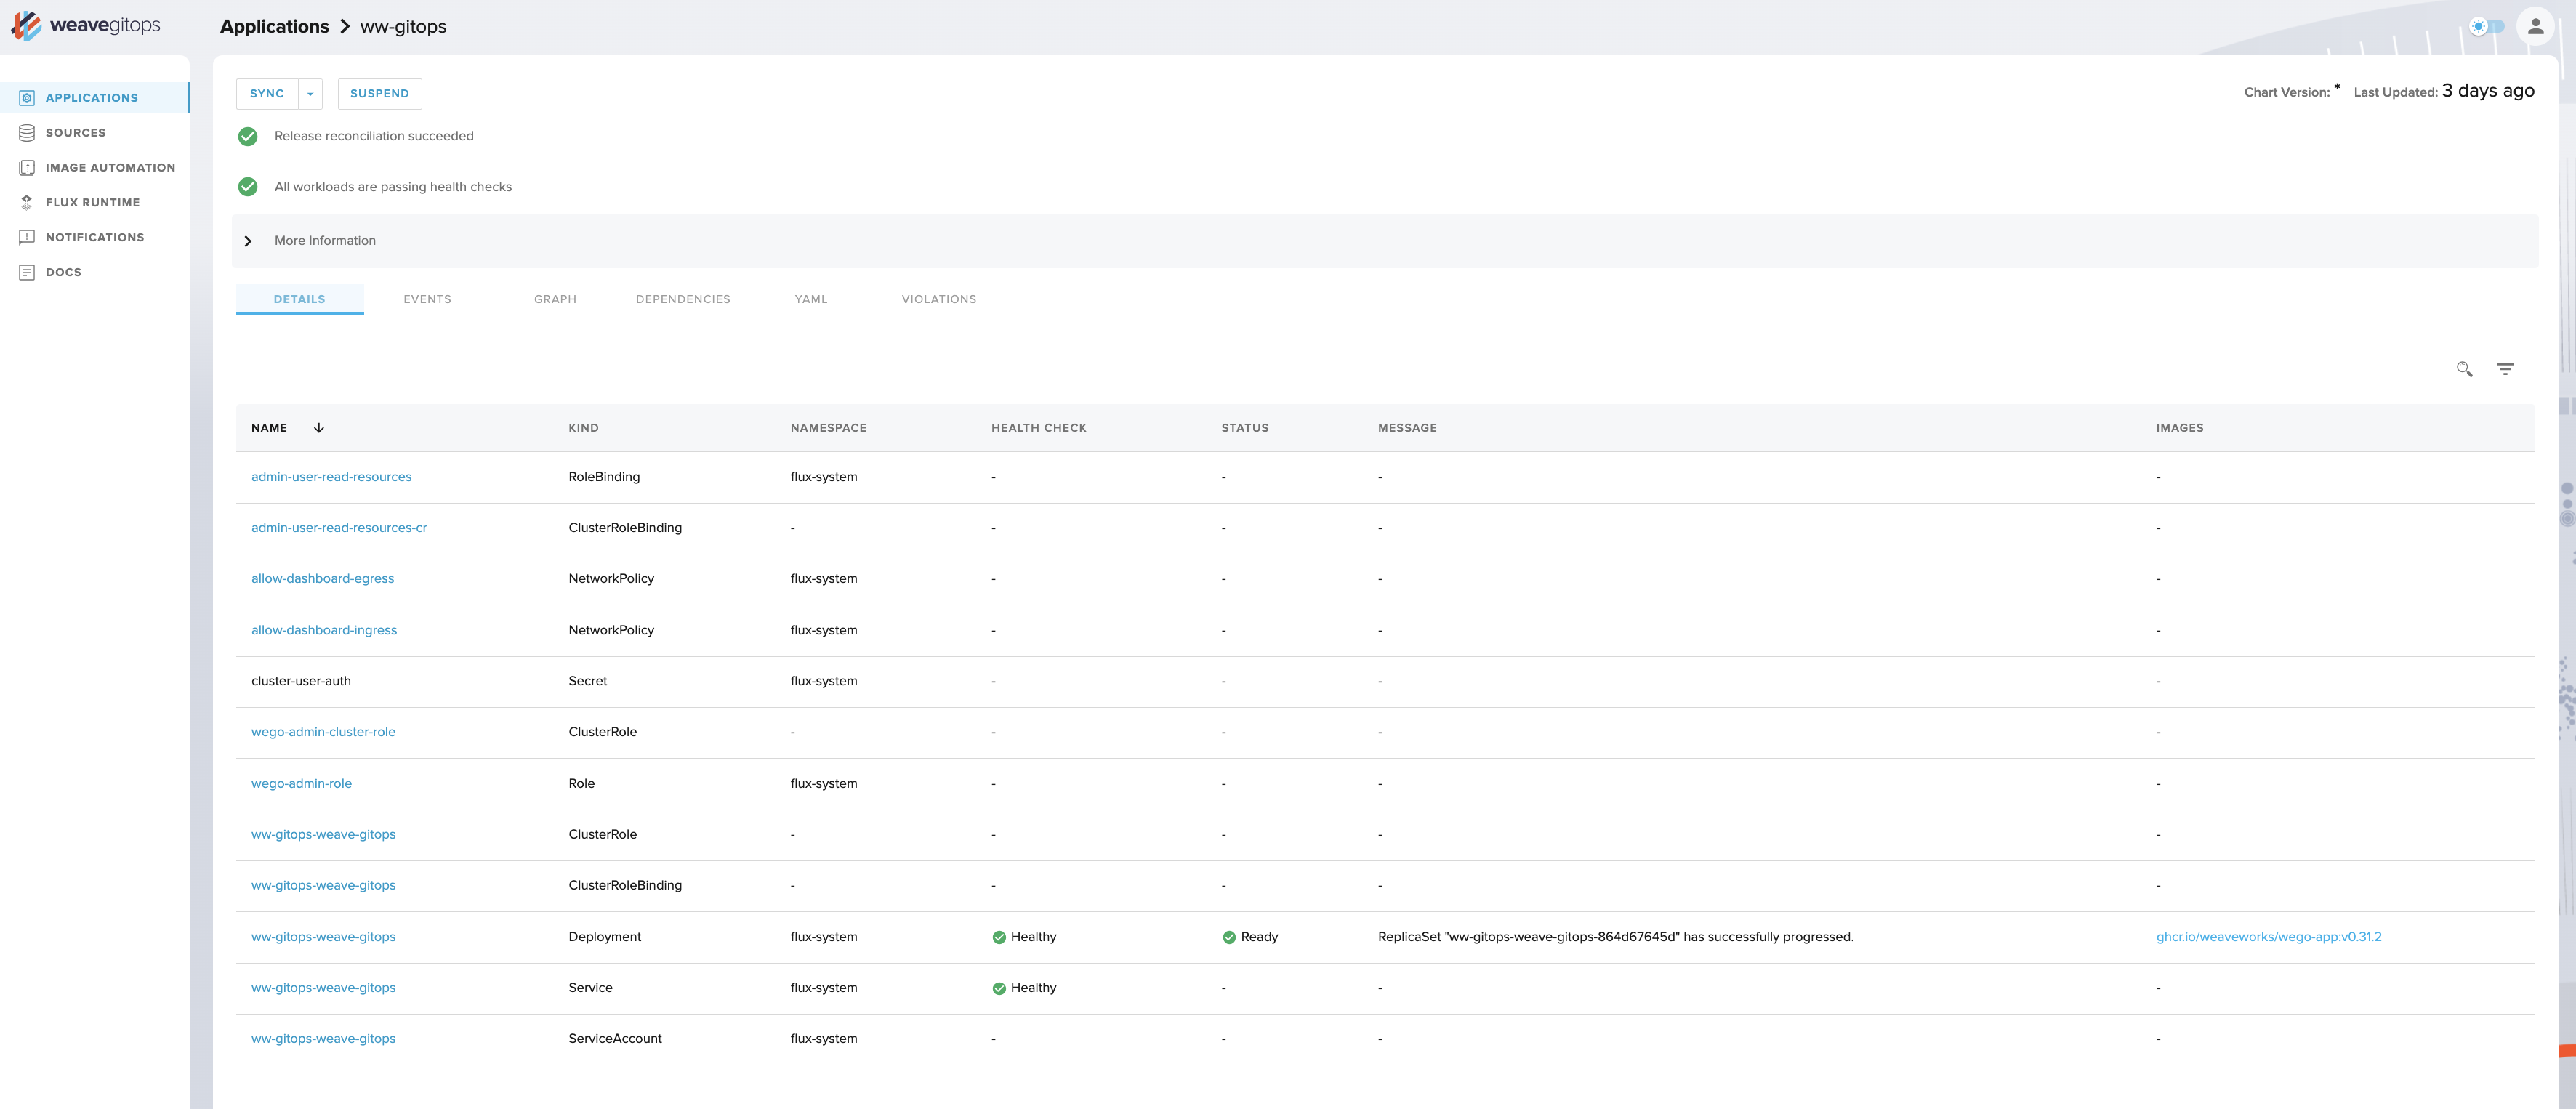 weavegitops
Applications > ww-gitops
APPLICATIONS
SOURCES
IMAGE AUTOMATION
FLUX RUNTIME
NOTIFICATIONS
DOCS
SYNC SUSPEND
Chart Version: * Last Updated: 3 days ago
Release reconciliation succeeded
All workloads are passing health checks
More Information
DETAILS EVENTS GRAPH DEPENDENCIES YAML VIOLATIONS
NAME KIND NAMESPACE HEALTH CHECK STATUS MESSAGE IMAGES
admin-user-read-resources RoleBinding flux-system - - - -
admin-user-read-resources-cr ClusterRoleBinding - - - - -
allow-dashboard-egress NetworkPolicy flux-system - - - -
allow-dashboard-ingress NetworkPolicy flux-system - - - -
cluster-user-auth Secret flux-system - - - -
wego-admin-cluster-role ClusterRole - - - - -
wego-admin-role Role flux-system - - - -
ww-gitops-weave-gitops ClusterRole - - - - -
ww-gitops-weave-gitops ClusterRoleBinding - - - - -
ww-gitops-weave-gitops Deployment flux-system Healthy Ready ReplicaSet "ww-gitops-weave-gitops-864d67645d" has successfully progressed. ghcr.io/weaveworks/wego-app:v0.31.2
ww-gitops-weave-gitops Service flux-system Healthy - - -
ww-gitops-weave-gitops ServiceAccount flux-system - - - -